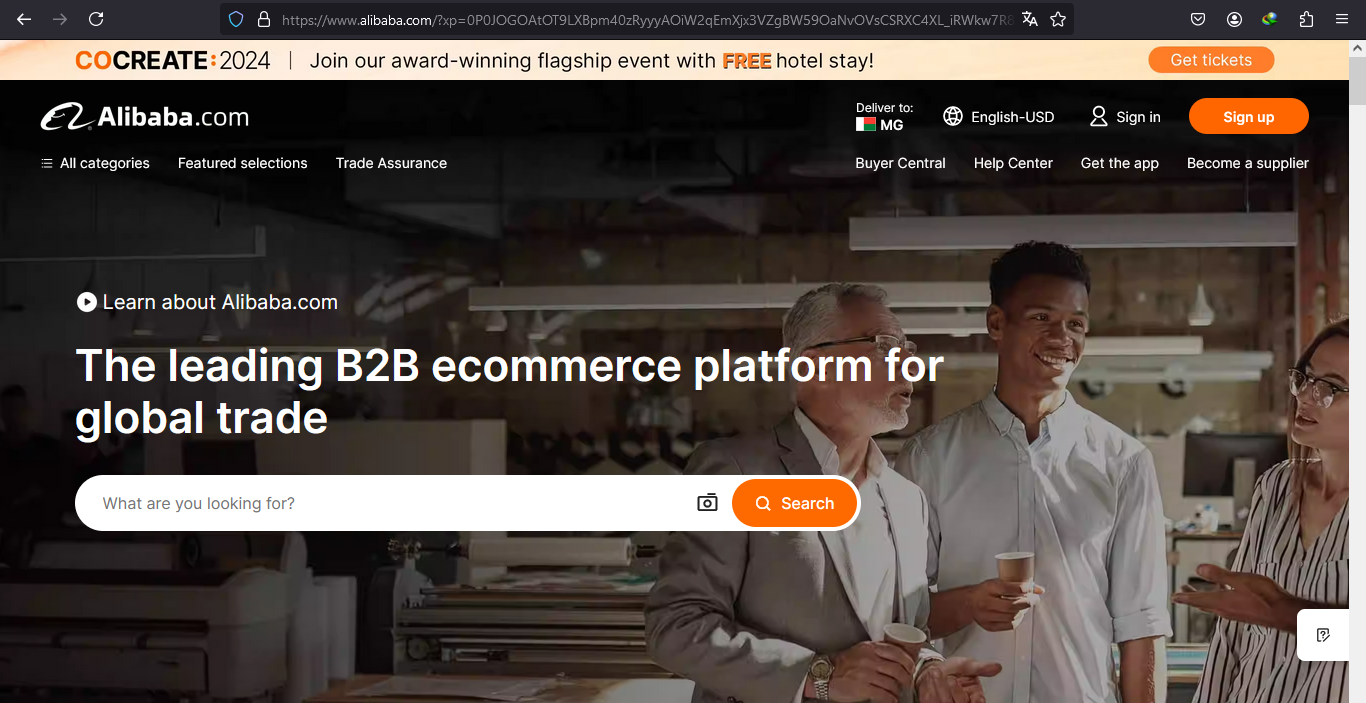 https://www.alibaba.com/?xp=0P0JOGOAtOT9LXBpm40zRyyyAOiW2qEmXjx3VZgBW59OaNvOVsCSRXC4XL_iRWkw7R8
COCREATE:2024 | Join our award-winning flagship event with FREE hotel stay! Get tickets
Alibaba.com
Deliver to:
MG
English-USD
Sign in
Sign up
All categories Featured selections Trade Assurance Buyer Central Help Center Get the app Become a supplier
Learn about Alibaba.com
The leading B2B ecommerce platform for
global trade
What are you looking for? Search